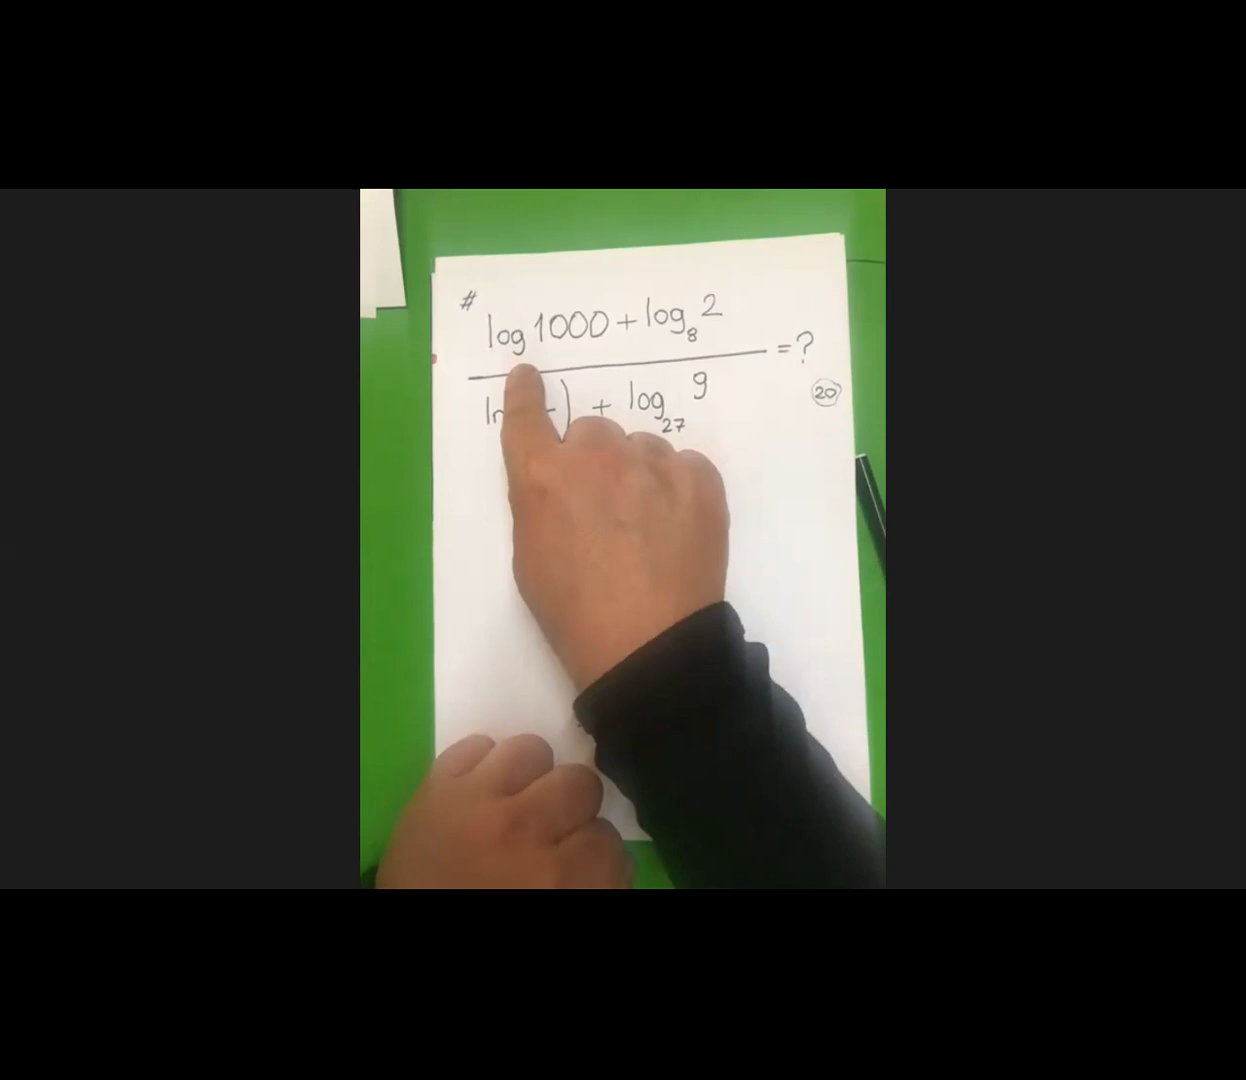 #
log 1000 + log₈ 2
= ?
ln ) + log₂₇ 9
20